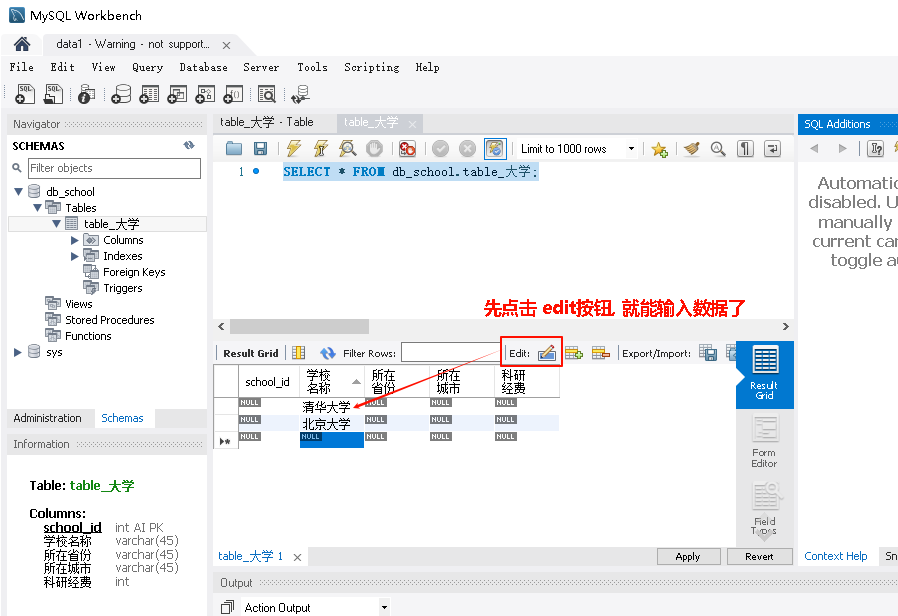 MySQL Workbench
data1 - Warning - not support...
File Edit View Query Database Server Tools Scripting Help
Navigator
SCHEMAS
Filter objects
db_school
Tables
table_大学
Columns
Indexes
Foreign Keys
Triggers
Views
Stored Procedures
Functions
sys
Administration Schemas
Information
Table: table_大学
Columns:
school_id int AI PK
学校名称 varchar(45)
所在省份 varchar(45)
所在城市 varchar(45)
科研经费 int
table_大学 - Table table_大学
Limit to 1000 rows
1 SELECT * FROM db_school.table_大学;
先点击 edit按钮, 就能输入数据了
Result Grid Filter Rows: Edit: Export/Import:
school_id 学校名称 所在省份 所在城市 科研经费
NULL 清华大学 NULL NULL NULL
NULL 北京大学 NULL NULL NULL
NULL NULL NULL NULL NULL
Result Grid
Form Editor
Field Types
table_大学 1
Apply Revert
Output
Action Output
SQL Additions
Automatic
disabled. U
manually
current car
toggle au
Context Help Sn